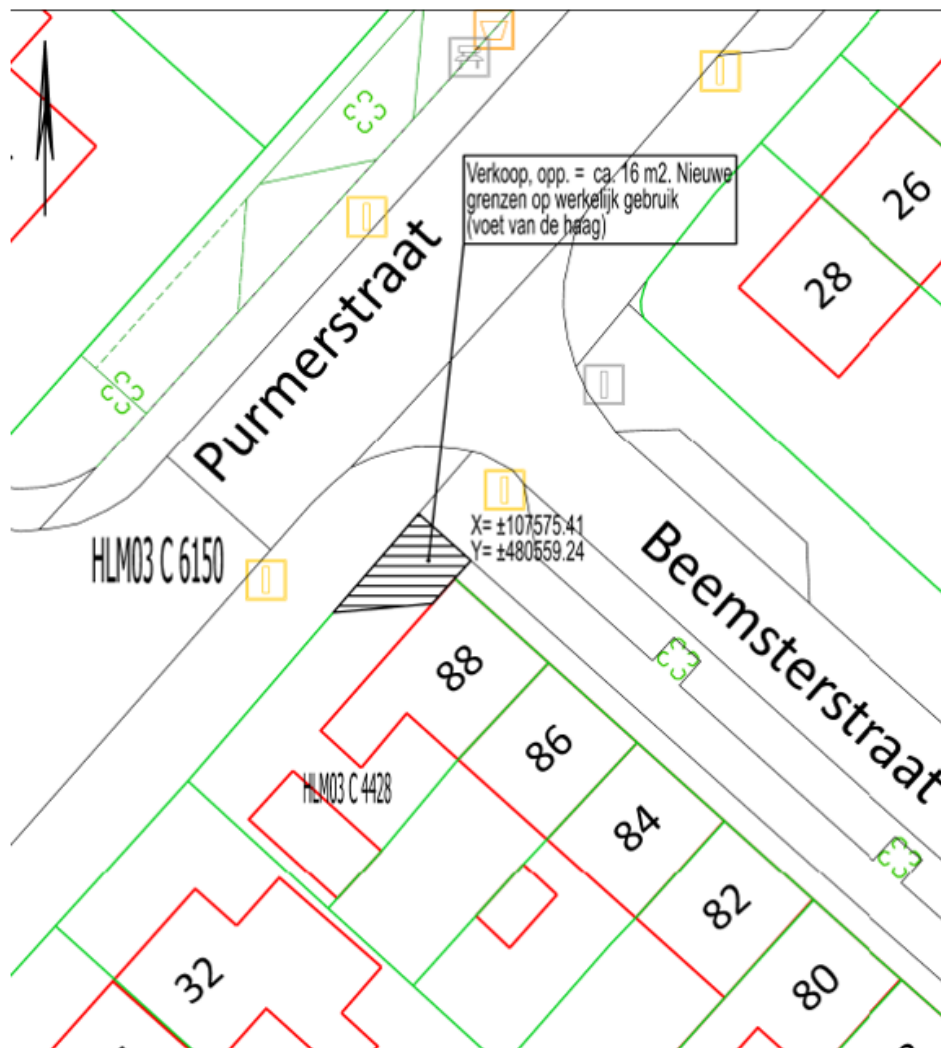 Verkoop, opp. = ca. 16 m2. Nieuwe
grenzen op werkelijk gebruik
(voet van de haag)
26
28
Purmerstraat
X= ±107575.41
Y= ±480559.24
HLM03 C 6150
Beemsterstraat
88
86
HLM03 C 4428
84
82
32
80